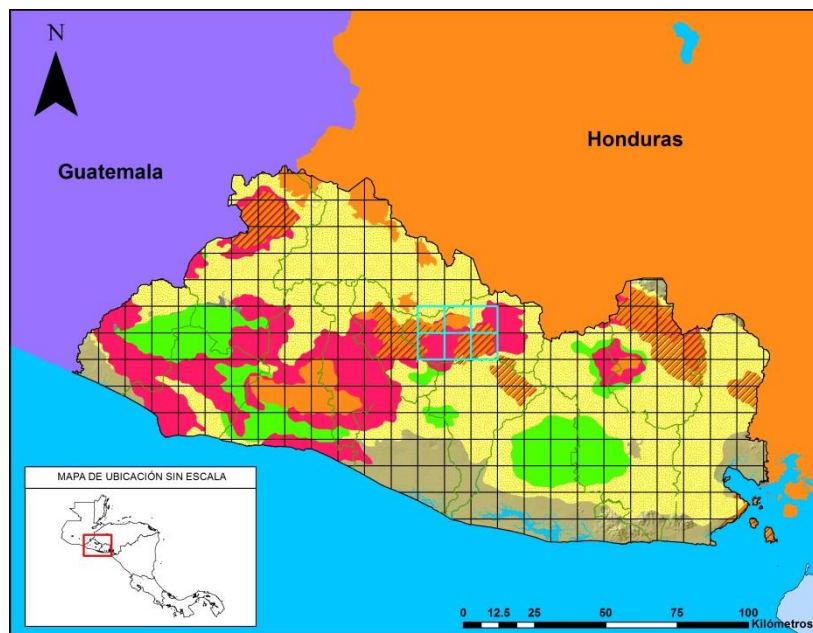 N
Guatemala
Honduras
MAPA DE UBICACIÓN SIN ESCALA
0 12.5 25 50 75 100
Kilómetros